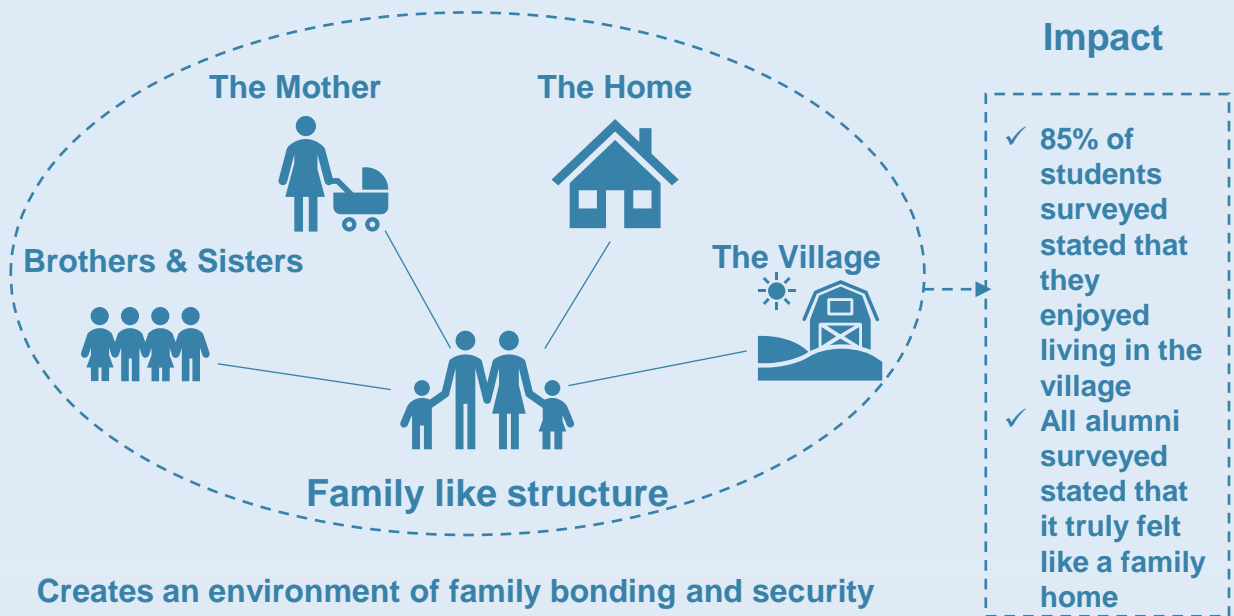 The Mother
The Home
Brothers & Sisters
The Village
Family like structure
Creates an environment of family bonding and security
Impact
✓ 85% of
students
surveyed
stated that
they
enjoyed
living in the
village
✓ All alumni
surveyed
stated that
it truly felt
like a family
home